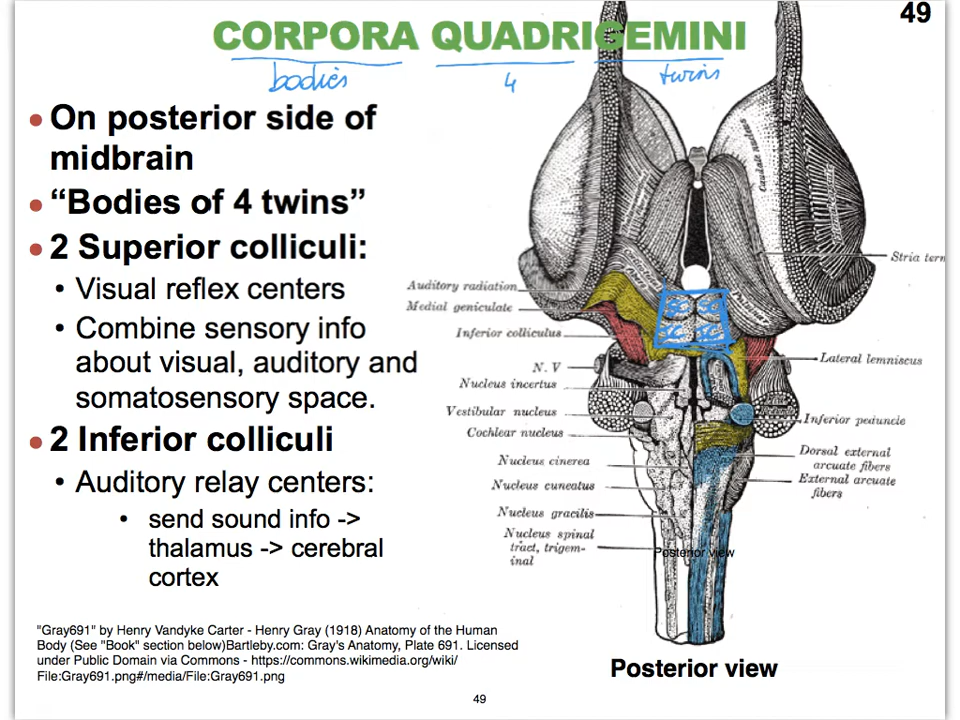 49
CORPORA QUADRIGEMINI
bodies 4 twins
• On posterior side of
midbrain
• “Bodies of 4 twins”
• 2 Superior colliculi:
• Visual reflex centers
• Combine sensory info
about visual, auditory and
somatosensory space.
• 2 Inferior colliculi
• Auditory relay centers:
• send sound info ->
thalamus -> cerebral
cortex
Caudate nucleus
Stria term
Auditory radiation
Medial geniculate
Inferior colliculus
N. V
Nucleus incertus
Vestibular nucleus
Cochlear nucleus
Nucleus cinerea
Nucleus cuneatus
Nucleus gracilis
Nucleus spinal
tract, trigem-
inal
Lateral lemniscus
Inferior peduncle
Dorsal external
arcuate fibers
External arcuate
fibers
Posterior view
"Gray691" by Henry Vandyke Carter - Henry Gray (1918) Anatomy of the Human
Body (See "Book" section below)Bartleby.com: Gray's Anatomy, Plate 691. Licensed
under Public Domain via Commons - https://commons.wikimedia.org/wiki/
File:Gray691.png#/media/File:Gray691.png
Posterior view
49